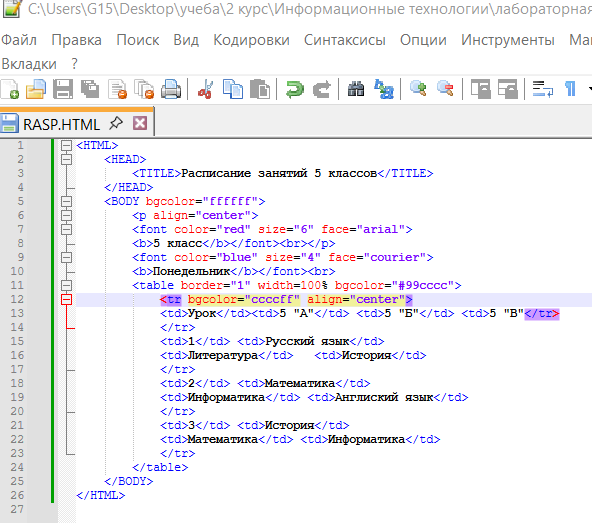 C:\Users\G15\Desktop\учеба\2 курс\Информационные технологии\лабораторная
Файл Правка Поиск Вид Кодировки Синтаксисы Опции Инструменты Ма
Вкладки ?
RASP.HTML
1 <HTML>
2 <HEAD>
3 <TITLE>Расписание занятий 5 классов</TITLE>
4 </HEAD>
5 <BODY bgcolor="ffffff">
6 <p align="center">
7 <font color="red" size="6" face="arial">
8 <b>5 класс</b></font><br></p>
9 <font color="blue" size="4" face="courier">
10 <b>Понедельник</b></font><br>
11 <table border="1" width=100% bgcolor="#99cccc">
12 <tr bgcolor="ccccff" align="center">
13 <td>Урок</td><td>5 "А"</td> <td>5 "Б"</td> <td>5 "В"</tr>
14 </tr>
15 <td>1</td> <td>Русский язык</td>
16 <td>Литература</td> <td>История</td>
17 </tr>
18 <td>2</td> <td>Математика</td>
19 <td>Информатика</td> <td>Англиский язык</td>
20 </tr>
21 <td>3</td> <td>История</td>
22 <td>Математика</td> <td>Информатика</td>
23 </tr>
24 </table>
25 </BODY>
26 </HTML>
27